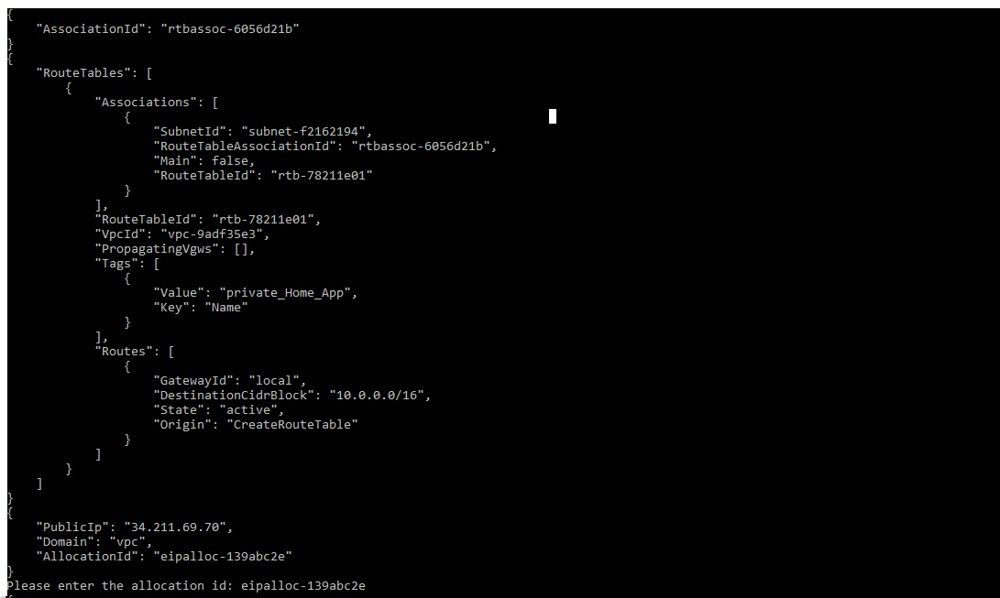 {
    "AssociationId": "rtbassoc-6056d21b"
}
{
    "RouteTables": [
        {
            "Associations": [
                {
                    "SubnetId": "subnet-f2162194",
                    "RouteTableAssociationId": "rtbassoc-6056d21b",
                    "Main": false,
                    "RouteTableId": "rtb-78211e01"
                }
            ],
            "RouteTableId": "rtb-78211e01",
            "VpcId": "vpc-9adf35e3",
            "PropagatingVgws": [],
            "Tags": [
                {
                    "Value": "private_Home_App",
                    "Key": "Name"
                }
            ],
            "Routes": [
                {
                    "GatewayId": "local",
                    "DestinationCidrBlock": "10.0.0.0/16",
                    "State": "active",
                    "Origin": "CreateRouteTable"
                }
            ]
        }
    ]
}
{
    "PublicIp": "34.211.69.70",
    "Domain": "vpc",
    "AllocationId": "eipalloc-139abc2e"
}
Please enter the allocation id: eipalloc-139abc2e
{